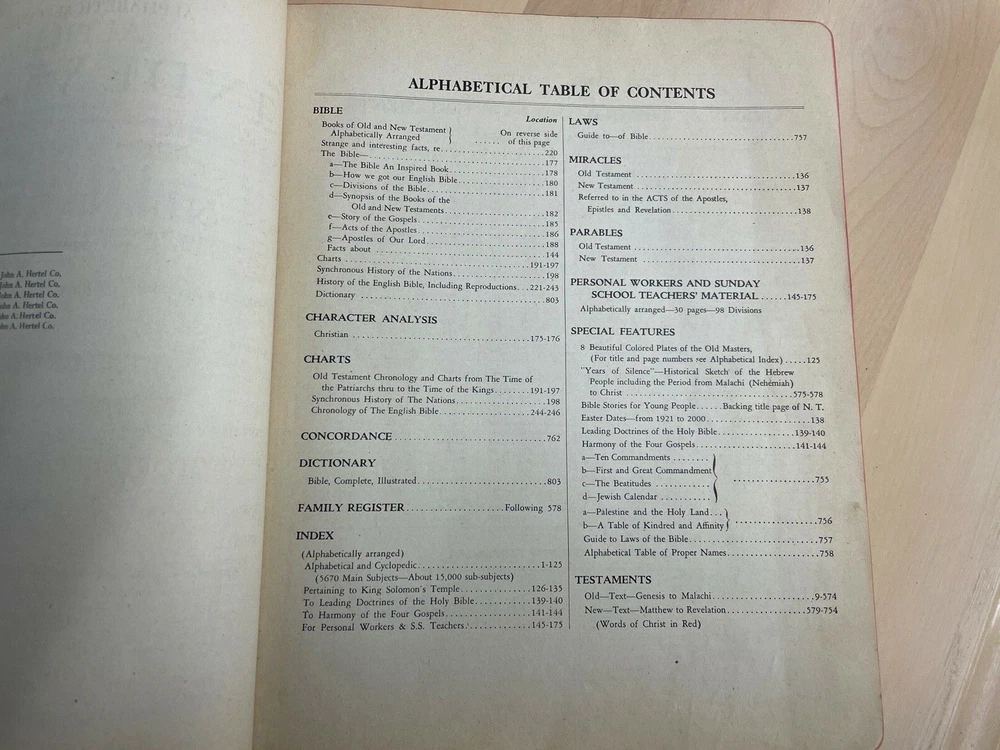 John A. Hertel Co.
John A. Hertel Co.
John A. Hertel Co.
John A. Hertel Co.
John A. Hertel Co.
John A. Hertel Co.
ALPHABETICAL TABLE OF CONTENTS
BIBLE
Location
Books of Old and New Testament
Alphabetically Arranged } ...... On reverse side of this page
Strange and interesting facts, re....................220
The Bible—..........................177
a—The Bible An Inspired Book....................178
b—How we got our English Bible....................180
c—Divisions of the Bible..........................181
d—Synopsis of the Books of the
Old and New Testaments....................182
e—Story of the Gospels..........................185
f—Acts of the Apostles..........................186
g—Apostles of Our Lord..........................188
Facts about ..........................144
Charts ..........................191-197
Synchronous History of the Nations....................198
History of the English Bible, Including Reproductions...221-243
Dictionary ..........................803
CHARACTER ANALYSIS
Christian ..........................175-176
CHARTS
Old Testament Chronology and Charts from The Time of
the Patriarchs thru to the Time of the Kings........191-197
Synchronous History of The Nations....................198
Chronology of The English Bible....................244-246
CONCORDANCE ..........................762
DICTIONARY
Bible, Complete, Illustrated..........................803
FAMILY REGISTER....................Following 578
INDEX
(Alphabetically arranged)
Alphabetical and Cyclopedic....................1-125
(5670 Main Subjects—About 15,000 sub-subjects)
Pertaining to King Solomon's Temple..............126-135
To Leading Doctrines of the Holy Bible............139-140
To Harmony of the Four Gospels..................141-144
For Personal Workers & S.S. Teachers..............145-175
LAWS
Guide to—of Bible..........................757
MIRACLES
Old Testament ..........................136
New Testament ..........................137
Referred to in the ACTS of the Apostles,
Epistles and Revelation....................138
PARABLES
Old Testament ..........................136
New Testament ..........................137
PERSONAL WORKERS AND SUNDAY
SCHOOL TEACHERS' MATERIAL......145-175
Alphabetically arranged—30 pages—98 Divisions
SPECIAL FEATURES
8 Beautiful Colored Plates of the Old Masters,
(For title and page numbers see Alphabetical Index) .....125
"Years of Silence"—Historical Sketch of the Hebrew
People including the Period from Malachi (Nehemiah)
to Christ ..........................575-578
Bible Stories for Young People......Backing title page of N. T.
Easter Dates—from 1921 to 2000....................138
Leading Doctrines of the Holy Bible..................139-140
Harmony of the Four Gospels....................141-144
a—Ten Commandments ........
b—First and Great Commandment
c—The Beatitudes ...........
d—Jewish Calendar .......... } ....................755
a—Palestine and the Holy Land...
b—A Table of Kindred and Affinity } ....................756
Guide to Laws of the Bible..........................757
Alphabetical Table of Proper Names....................758
TESTAMENTS
Old—Text—Genesis to Malachi....................9-574
New—Text—Matthew to Revelation..................579-754
(Words of Christ in Red)